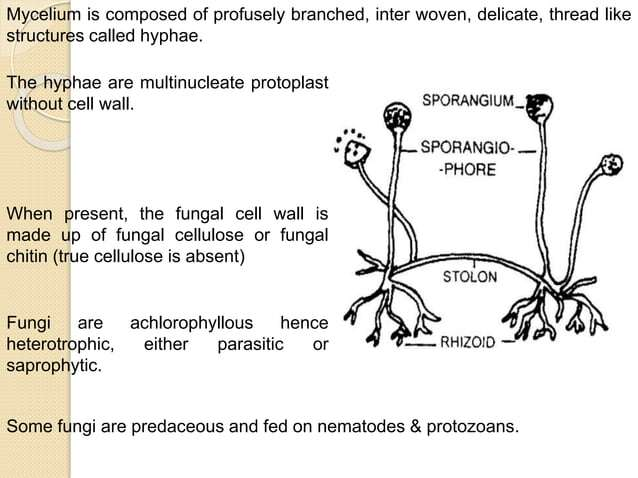 Mycelium is composed of profusely branched, inter woven, delicate, thread like
structures called hyphae.
The hyphae are multinucleate protoplast
without cell wall.
When present, the fungal cell wall is
made up of fungal cellulose or fungal
chitin (true cellulose is absent)
Fungi are achlorophyllous hence
heterotrophic, either parasitic or
saprophytic.
Some fungi are predaceous and fed on nematodes & protozoans.
SPORANGIUM
SPORANGIO-
-PHORE
STOLON
RHIZOID